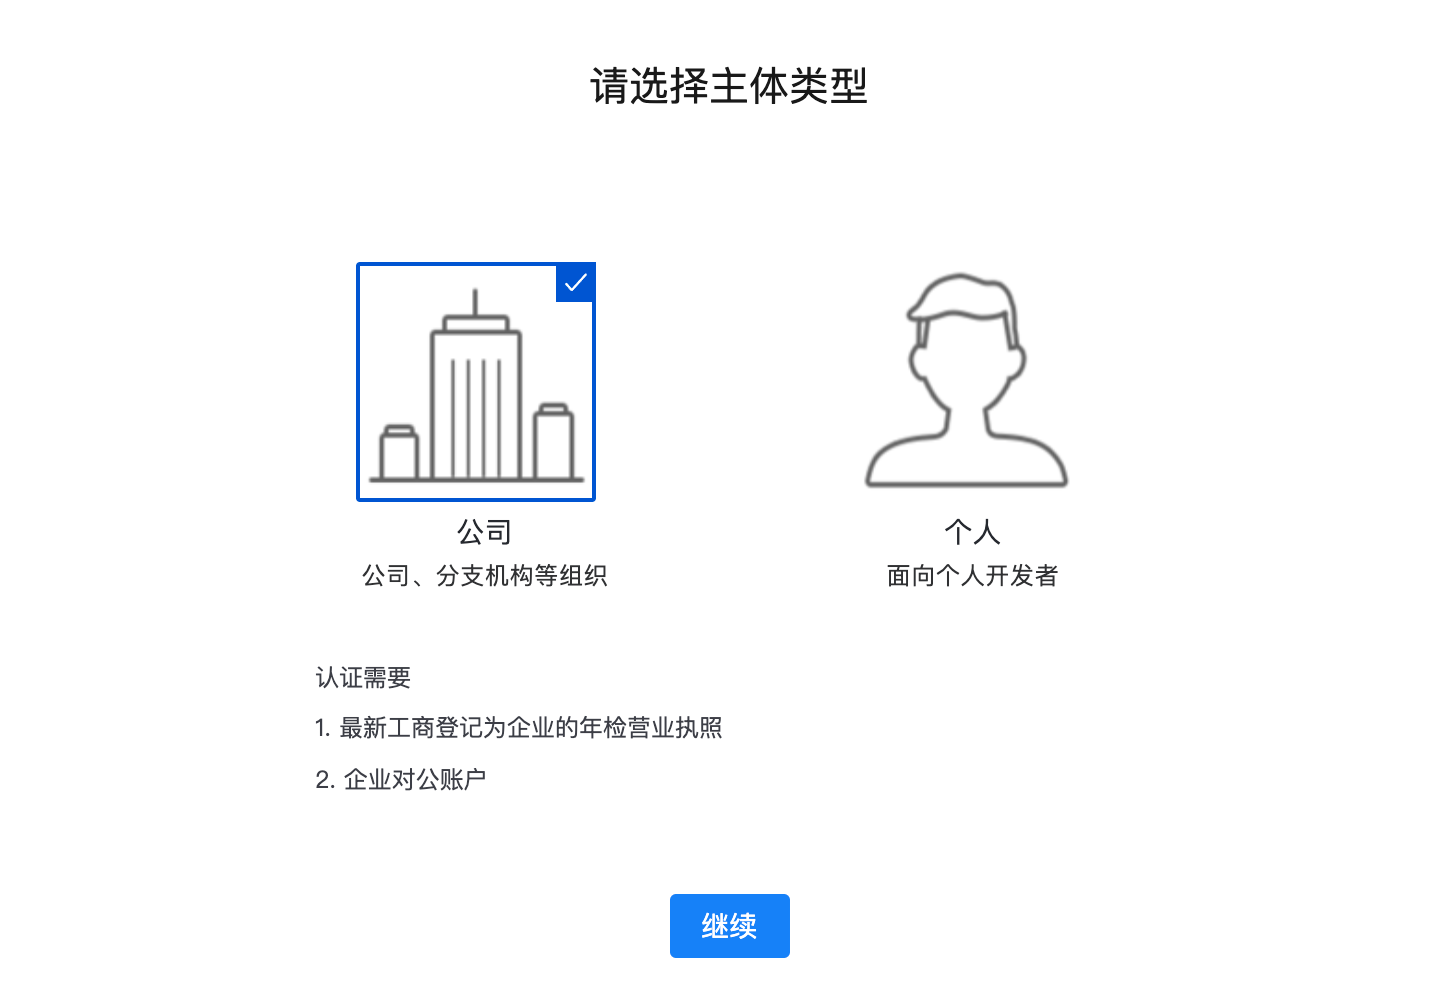 请选择主体类型
公司
公司、分支机构等组织
个人
面向个人开发者
认证需要
1. 最新工商登记为企业的年检营业执照
2. 企业对公账户
继续